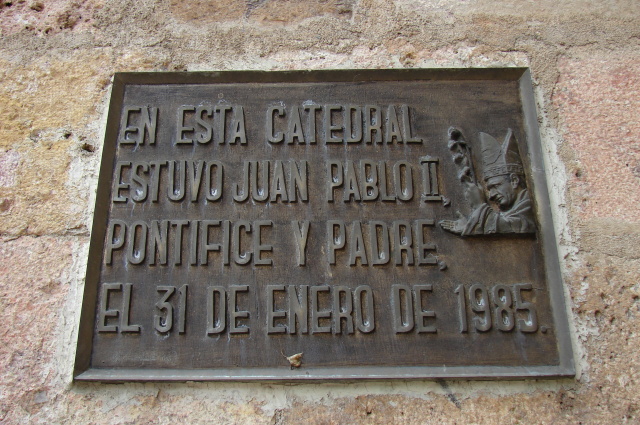 EN ESTA CATEDRAL,
ESTUVO JUAN PABLO II,
PONTIFICE Y PADRE,
EL 31 DE ENERO DE 1985.